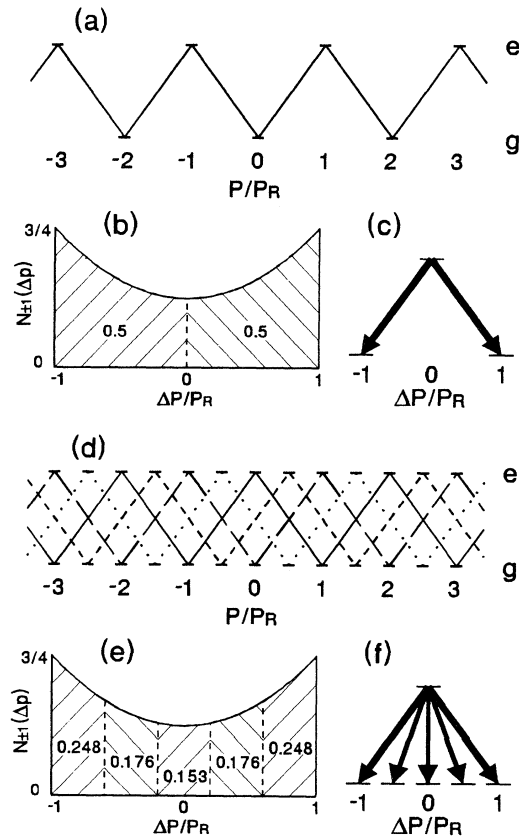 (a)
e
g
-3 -2 -1 0 1 2 3
P/PR
(b)
3/4
N±1(Δp)
0.5 0.5
0
-1 0 1
ΔP/PR
(c)
-1 0 1
ΔP/PR
(d)
e
g
-3 -2 -1 0 1 2 3
P/PR
(e)
3/4
N±1(Δp)
0.248 0.176 0.153 0.176 0.248
0
-1 0 1
ΔP/PR
(f)
-1 0 1
ΔP/PR